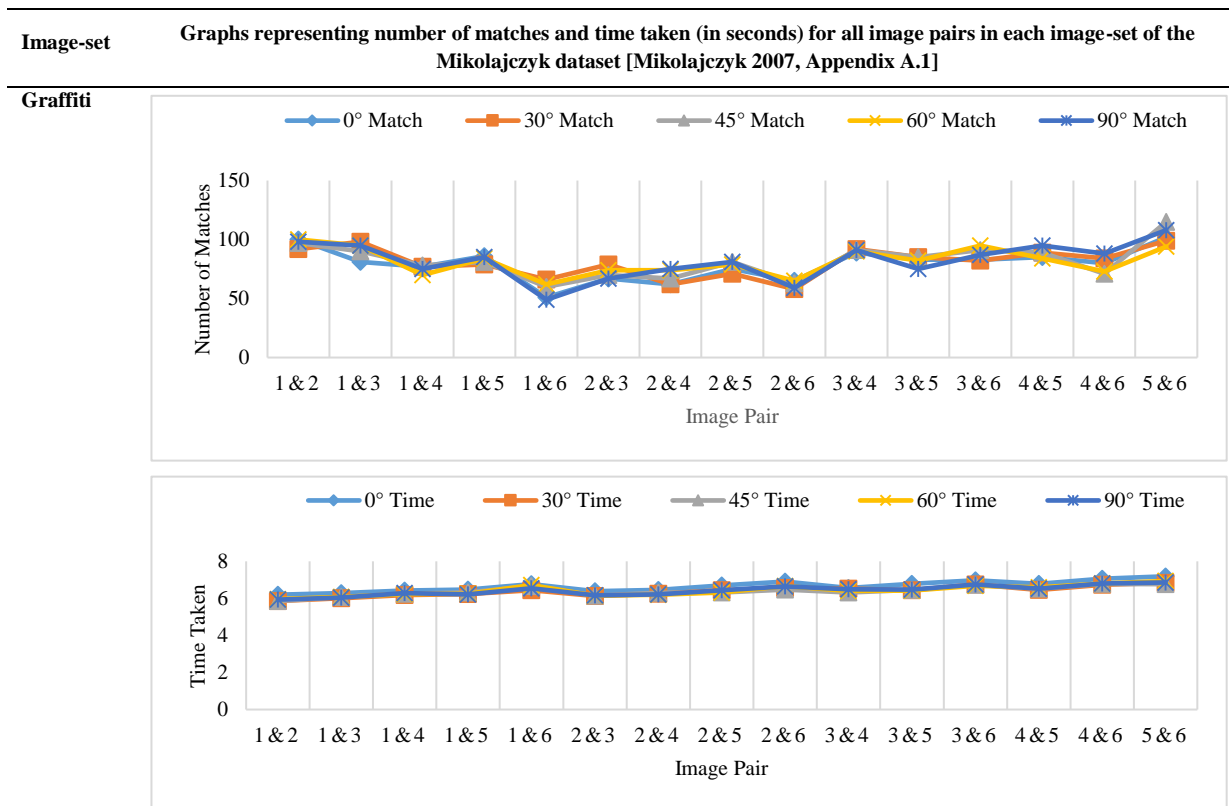 Image-set
Graphs representing number of matches and time taken (in seconds) for all image pairs in each image-set of the
Mikolajczyk dataset [Mikolajczyk 2007, Appendix A.1]
Graffiti
0° Match 30° Match 45° Match 60° Match 90° Match
Number of Matches
150
100
50
0
1 & 2 1 & 3 1 & 4 1 & 5 1 & 6 2 & 3 2 & 4 2 & 5 2 & 6 3 & 4 3 & 5 3 & 6 4 & 5 4 & 6 5 & 6
Image Pair
0° Time 30° Time 45° Time 60° Time 90° Time
Time Taken
8
6
4
2
0
1 & 2 1 & 3 1 & 4 1 & 5 1 & 6 2 & 3 2 & 4 2 & 5 2 & 6 3 & 4 3 & 5 3 & 6 4 & 5 4 & 6 5 & 6
Image Pair